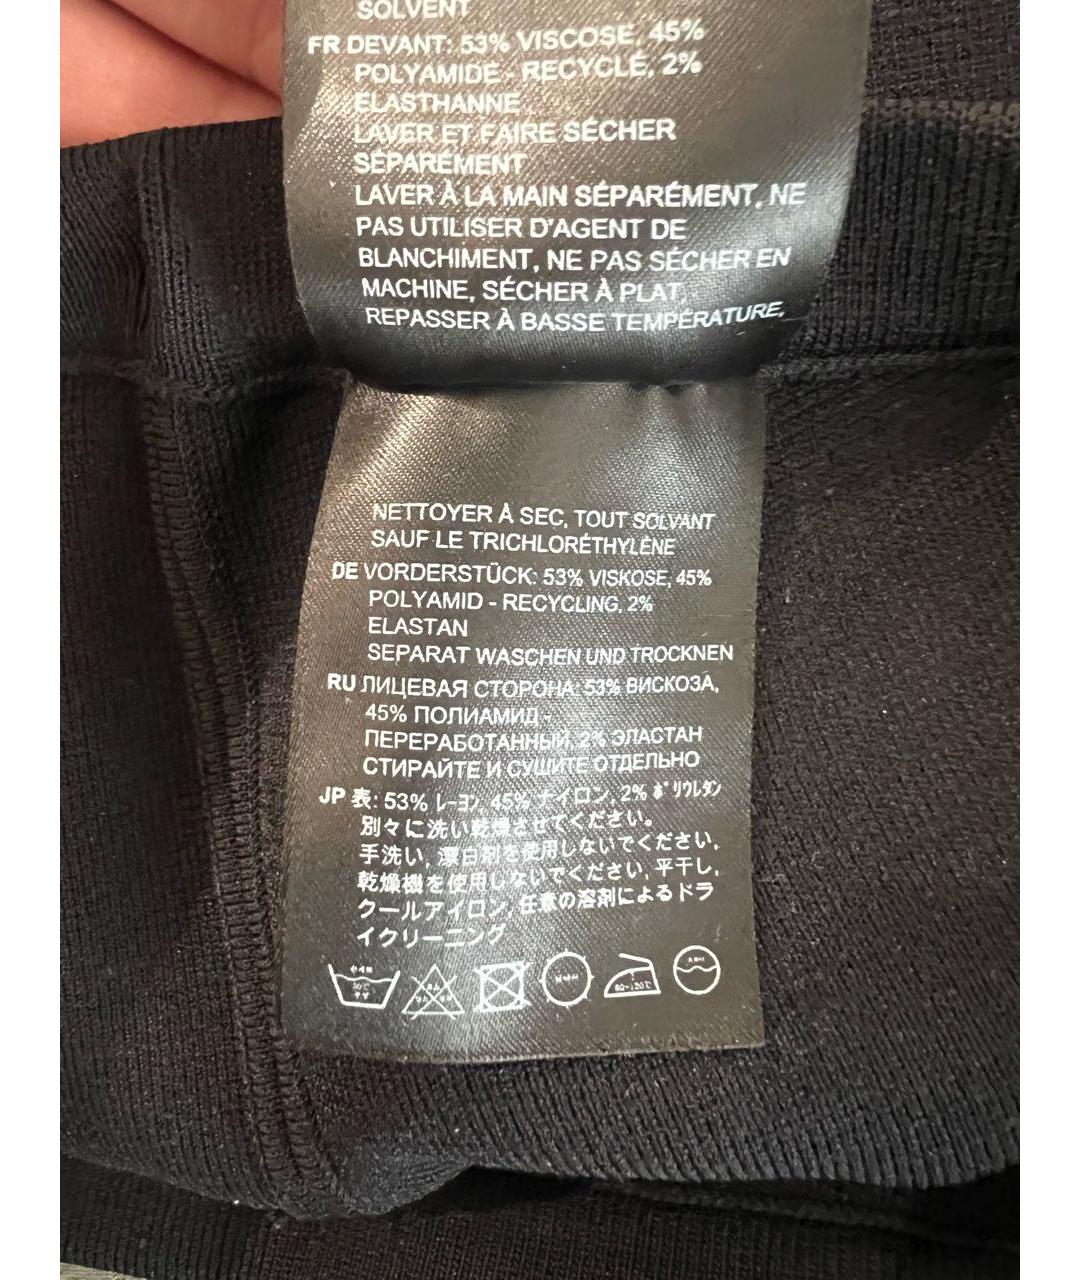 SOLVENT
FR DEVANT: 53% VISCOSE, 45%
POLYAMIDE - RECYCLÉ, 2%
ÉLASTHANNE
LAVER ET FAIRE SÉCHER
SÉPARÉMENT
LAVER À LA MAIN SÉPARÉMENT, NE
PAS UTILISER D'AGENT DE
BLANCHIMENT, NE PAS SÉCHER EN
MACHINE, SÉCHER À PLAT,
REPASSER À BASSE TEMPÉRATURE,
NETTOYER À SEC, TOUT SOLVANT
SAUF LE TRICHLORÉTHYLÈNE
DE VORDERSTÜCK: 53% VISKOSE, 45%
POLYAMID - RECYCLING, 2%
ELASTAN
SEPARAT WASCHEN UND TROCKNEN
RU ЛИЦЕВАЯ СТОРОНА: 53% ВИСКОЗА,
45% ПОЛИАМИД -
ПЕРЕРАБОТАННЫЙ, 2% ЭЛАСТАН
СТИРАЙТЕ И СУШИТЕ ОТДЕЛЬНО
JP 表: 53% レーヨン, 45% ナイロン, 2% ポリウレタン
別々に洗い乾燥させてください。
手洗い, 漂白剤を使用しないでください,
乾燥機を使用しないでください, 平干し,
クールアイロン, 任意の溶剤によるドラ
イクリーニング